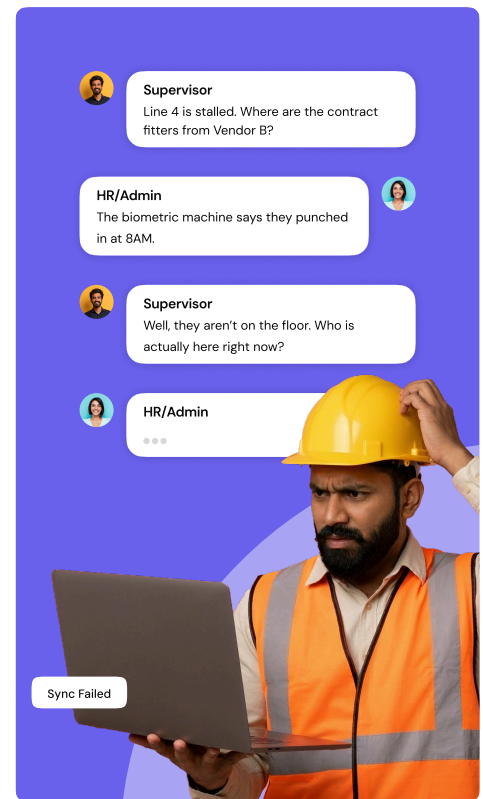 Supervisor
Line 4 is stalled. Where are the contract
fitters from Vendor B?
HR/Admin
The biometric machine says they punched
in at 8AM.
Supervisor
Well, they aren’t on the floor. Who is
actually here right now?
HR/Admin
Sync Failed